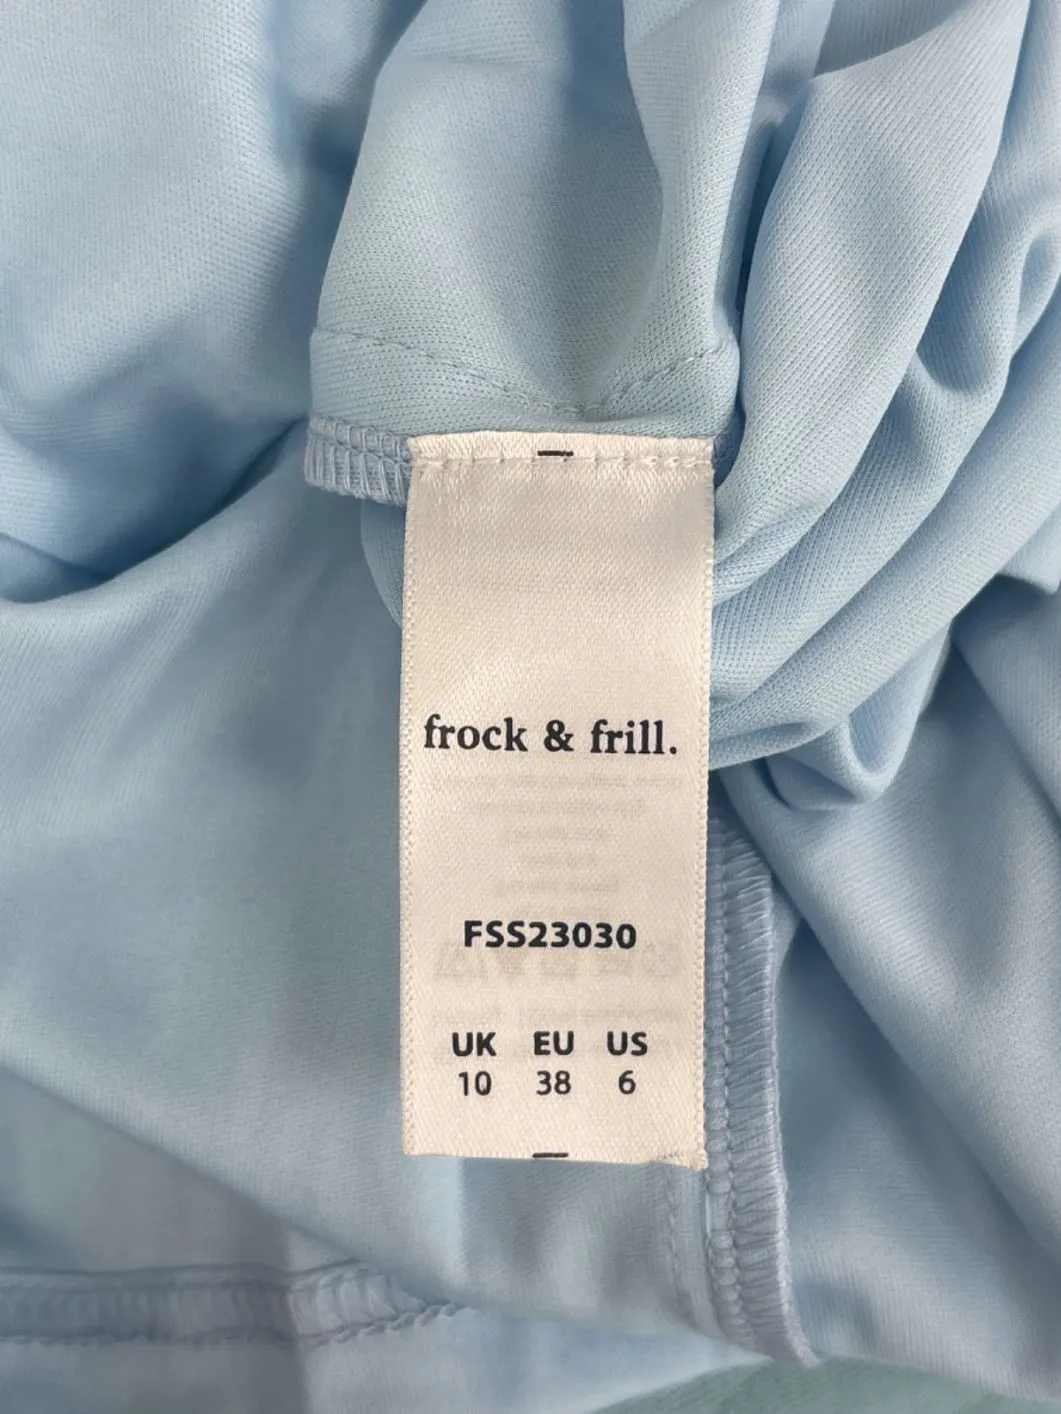 frock & frill.
FSS23030
UK EU US
10 38 6